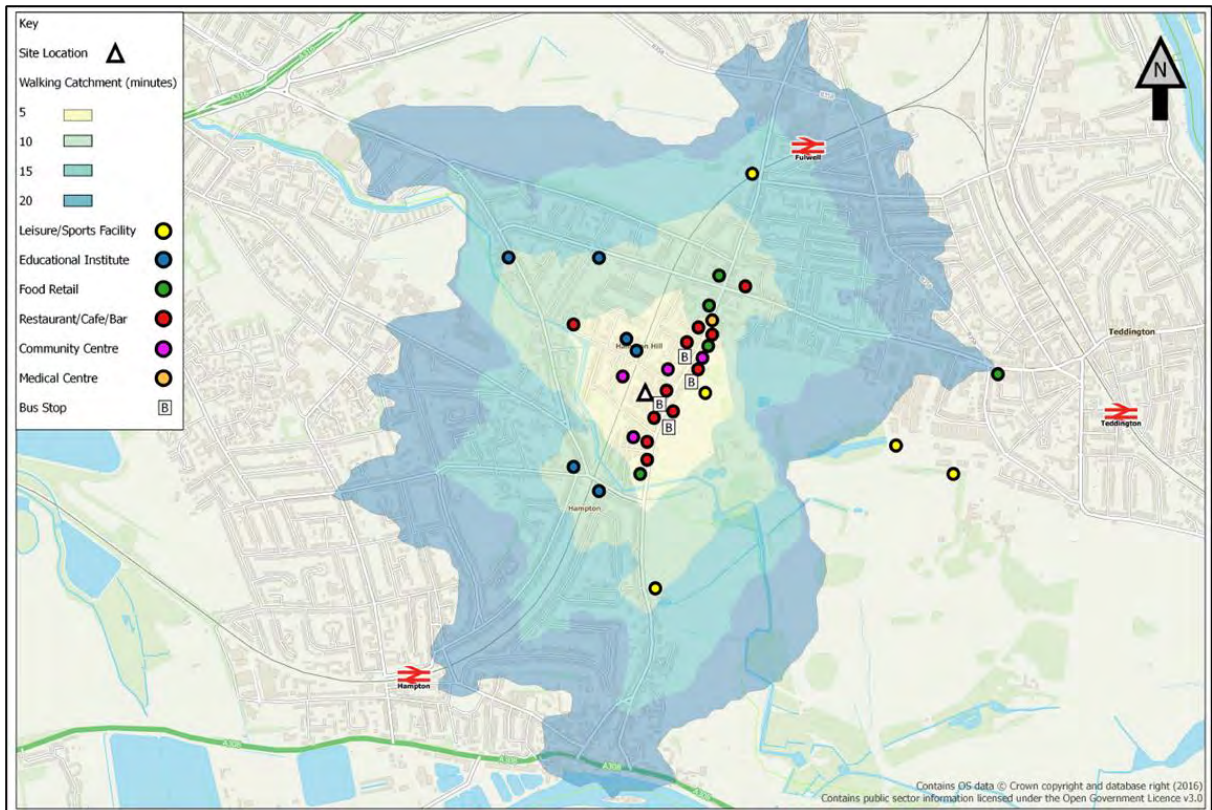 Key
Site Location
Walking Catchment (minutes)
5
10
15
20
Leisure/Sports Facility
Educational Institute
Food Retail
Restaurant/Cafe/Bar
Community Centre
Medical Centre
Bus Stop B
N
Fulwell
Teddington
B
B
B
B
Teddington
Hampton
Hampton
A308
A308
Contains OS data © Crown copyright and database right (2016)
Contains public sector information licensed under the Open Government Licence v3.0